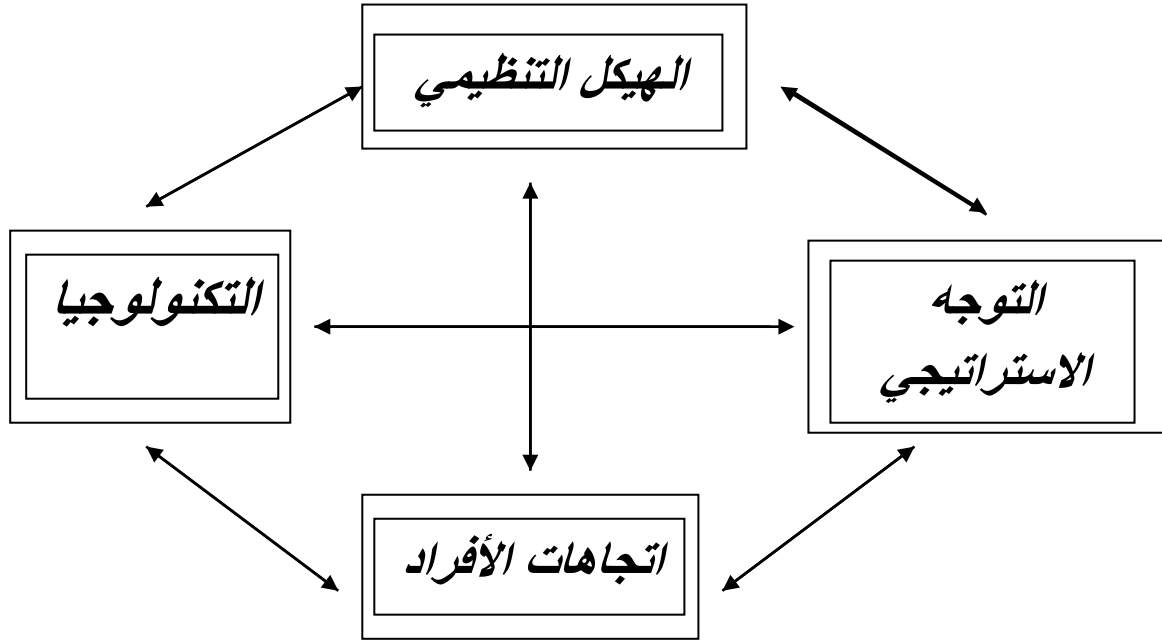 الهيكل التنظيمي
التوجه
الاستراتيجي
التكنولوجيا
اتجاهات الأفراد